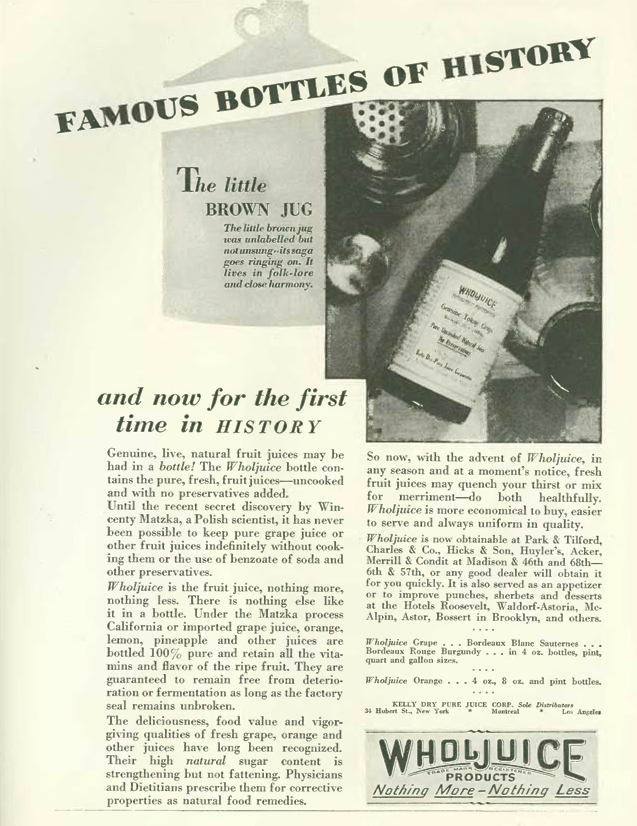 FAMOUS BOTTLES OF HISTORY
The little
BROWN JUG
The little brown jug
was unlabelled but
not unsung--its saga
goes ringing on. It
lives in folk-lore
and close harmony.
WHOLJUICE
Genuine Tokay Grape
and now for the first
time in HISTORY
Genuine, live, natural fruit juices may be
had in a bottle! The Wholjuice bottle con-
tains the pure, fresh, fruit juices—uncooked
and with no preservatives added.
Until the recent secret discovery by Win-
centy Matzka, a Polish scientist, it has never
been possible to keep pure grape juice or
other fruit juices indefinitely without cook-
ing them or the use of benzoate of soda and
other preservatives.
Wholjuice is the fruit juice, nothing more,
nothing less. There is nothing else like
it in a bottle. Under the Matzka process
California or imported grape juice, orange,
lemon, pineapple and other juices are
bottled 100% pure and retain all the vita-
mins and flavor of the ripe fruit. They are
guaranteed to remain free from deterio-
ration or fermentation as long as the factory
seal remains unbroken.
The deliciousness, food value and vigor-
giving qualities of fresh grape, orange and
other juices have long been recognized.
Their high natural sugar content is
strengthening but not fattening. Physicians
and Dietitians prescribe them for corrective
properties as natural food remedies.
So now, with the advent of Wholjuice, in
any season and at a moment's notice, fresh
fruit juices may quench your thirst or mix
for merriment—do both healthfully.
Wholjuice is more economical to buy, easier
to serve and always uniform in quality.
Wholjuice is now obtainable at Park & Tilford,
Charles & Co., Hicks & Son, Huyler's, Acker,
Merrill & Condit at Madison & 46th and 68th—
6th & 57th, or any good dealer will obtain it
for you quickly. It is also served as an appetizer
or to improve punches, sherbets and desserts
at the Hotels Roosevelt, Waldorf-Astoria, Mc-
Alpin, Astor, Bossert in Brooklyn, and others.
. . . .
Wholjuice Grape . . . Bordeaux Blanc Sauternes . . .
Bordeaux Rouge Burgundy . . . in 4 oz. bottles, pint,
quart and gallon sizes.
. . . .
Wholjuice Orange . . . 4 oz., 8 oz. and pint bottles.
. . . .
KELLY DRY PURE JUICE CORP. Sole Distributors
34 Hubert St., New York * Montreal * Los Angeles
WHOLJUICE
TRADE MARK REGISTERED
PRODUCTS
Nothing More – Nothing Less